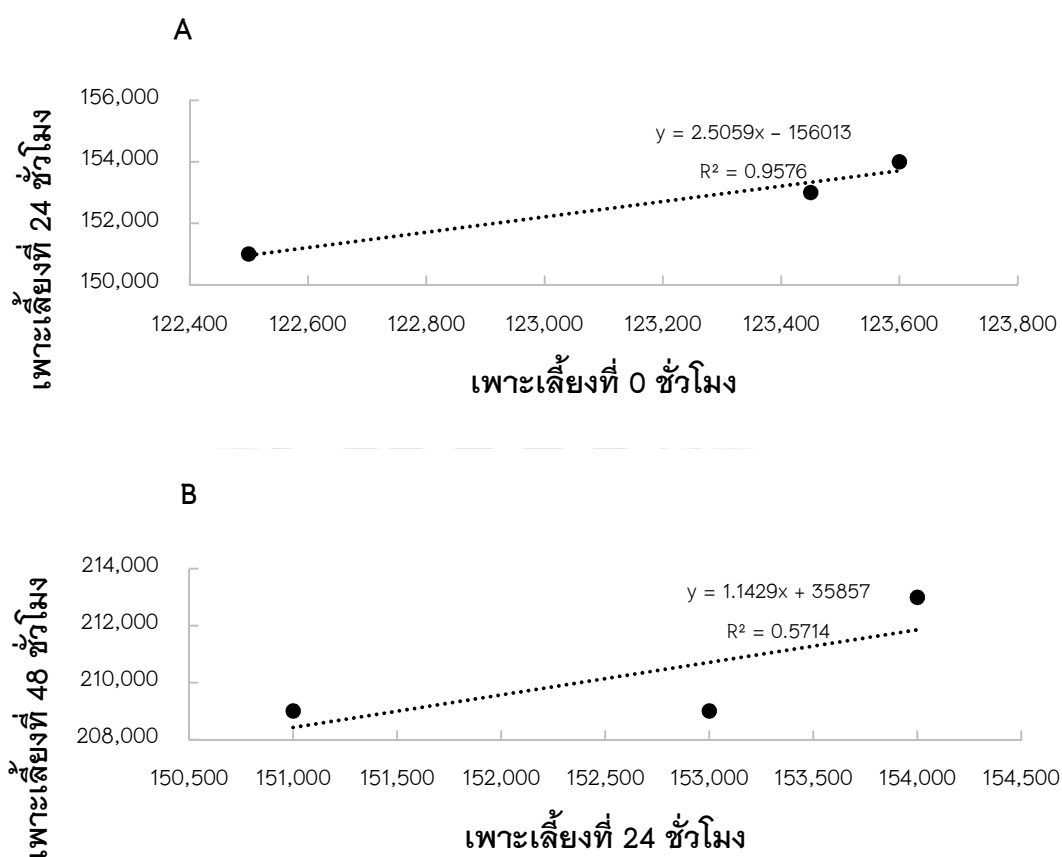 A
เพาะเลี้ยงที่ 24 ชั่วโมง
156,000
154,000
152,000
150,000
y = 2.5059x – 156013
R² = 0.9576
122,400 122,600 122,800 123,000 123,200 123,400 123,600 123,800
เพาะเลี้ยงที่ 0 ชั่วโมง
B
เพาะเลี้ยงที่ 48 ชั่วโมง
214,000
212,000
210,000
208,000
y = 1.1429x + 35857
R² = 0.5714
150,500 151,000 151,500 152,000 152,500 153,000 153,500 154,000 154,500
เพาะเลี้ยงที่ 24 ชั่วโมง